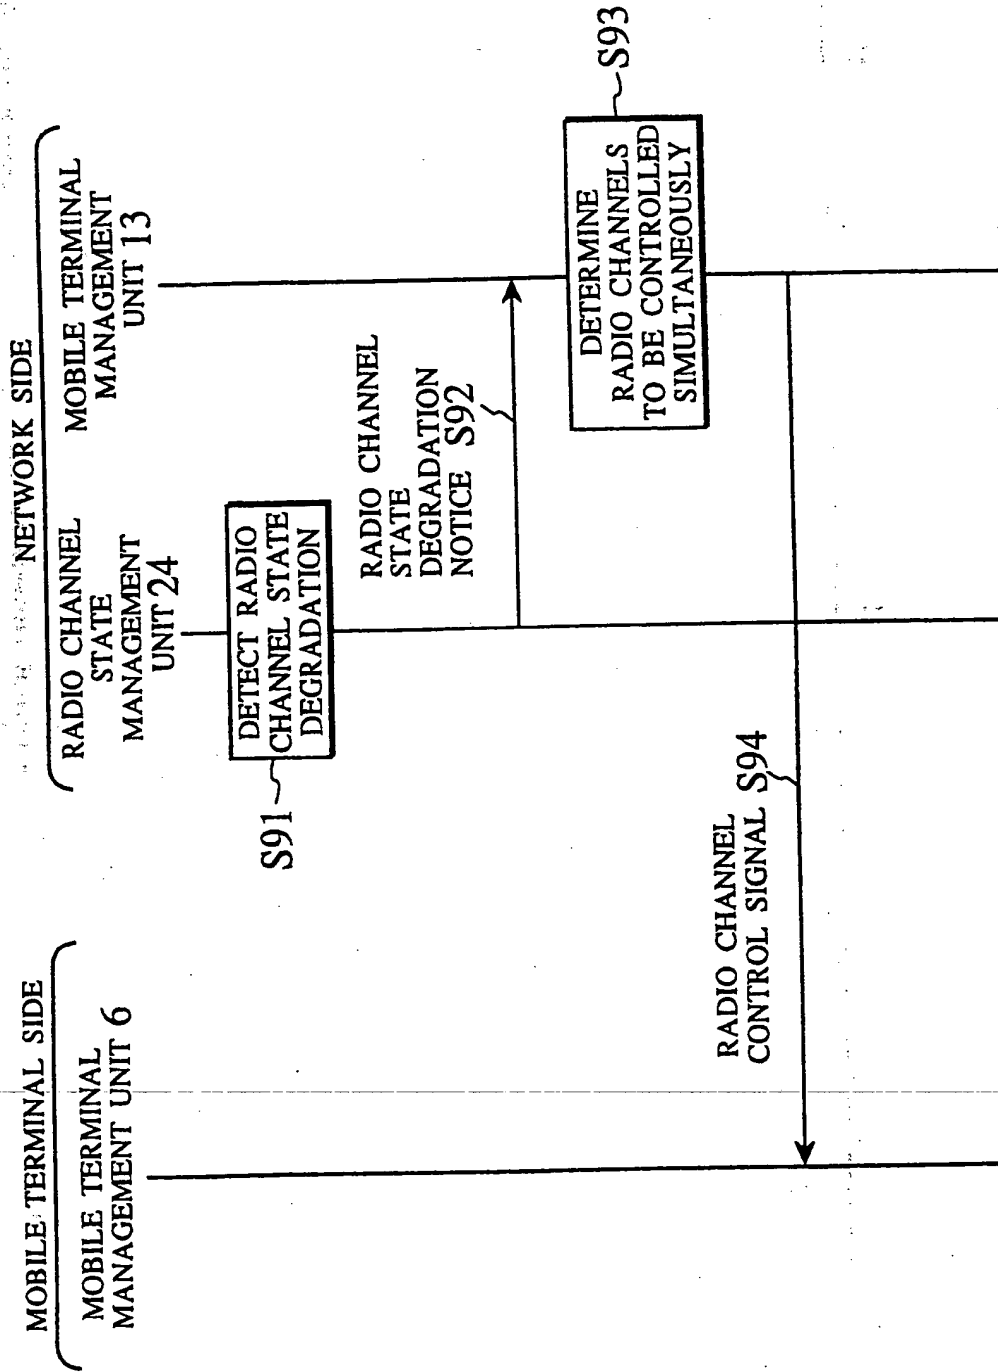 MOBILE TERMINAL SIDE
MOBILE TERMINAL
MANAGEMENT UNIT 6
NETWORK SIDE
RADIO CHANNEL
STATE
MANAGEMENT
UNIT 24
MOBILE TERMINAL
MANAGEMENT
UNIT 13
S91
DETECT RADIO
CHANNEL STATE
DEGRADATION
RADIO CHANNEL
STATE
DEGRADATION
NOTICE S92
DETERMINE
RADIO CHANNELS
TO BE CONTROLLED
SIMULTANEOUSLY
S93
RADIO CHANNEL
CONTROL SIGNAL S94